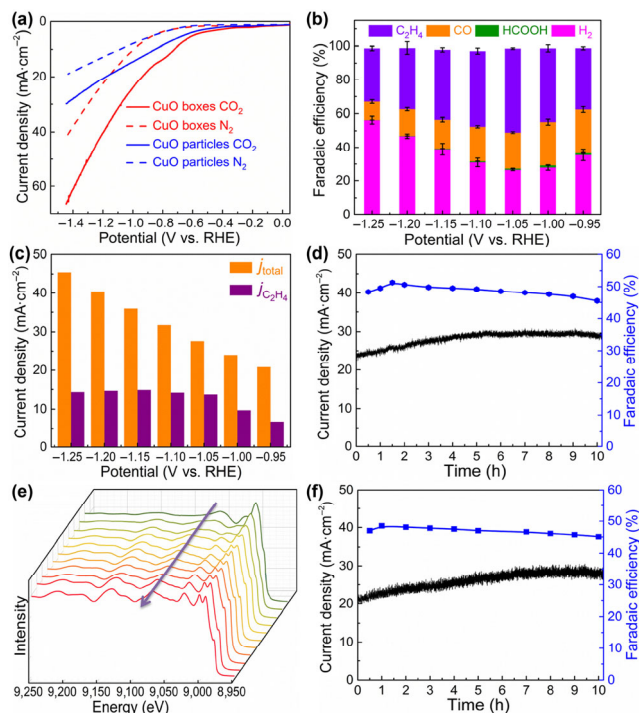 (a)
Current density (mA·cm⁻²)
0
20
40
60
CuO boxes CO₂
CuO boxes N₂
CuO particles CO₂
CuO particles N₂
−1.4 −1.0 −0.6 −0.2 0.0
Potential (V vs. RHE)
(b)
C₂H₄ CO HCOOH H₂
Faradaic efficiency (%)
100
80
60
40
20
0
−1.25 −1.20 −1.15 −1.10 −1.05 −1.00 −0.95
Potential (V vs. RHE)
(c)
Current density (mA·cm⁻²)
50
40
30
20
10
0
j total
j C₂H₄
−1.25 −1.20 −1.15 −1.10 −1.05 −1.00 −0.95
Potential (V vs. RHE)
(d)
Current density (mA·cm⁻²)
50
40
30
20
10
0
60
50
40
30
20
10
0
Faradaic efficiency (%)
0 1 2 3 4 5 6 7 8 9 10
Time (h)
(e)
Intensity
9,250 9,200 9,150 9,100 9,050 9,000 8,950
Energy (eV)
(f)
Current density (mA·cm⁻²)
50
40
30
20
10
0
60
50
40
30
20
10
0
Faradaic efficiency (%)
0 1 2 3 4 5 6 7 8 9 10
Time (h)